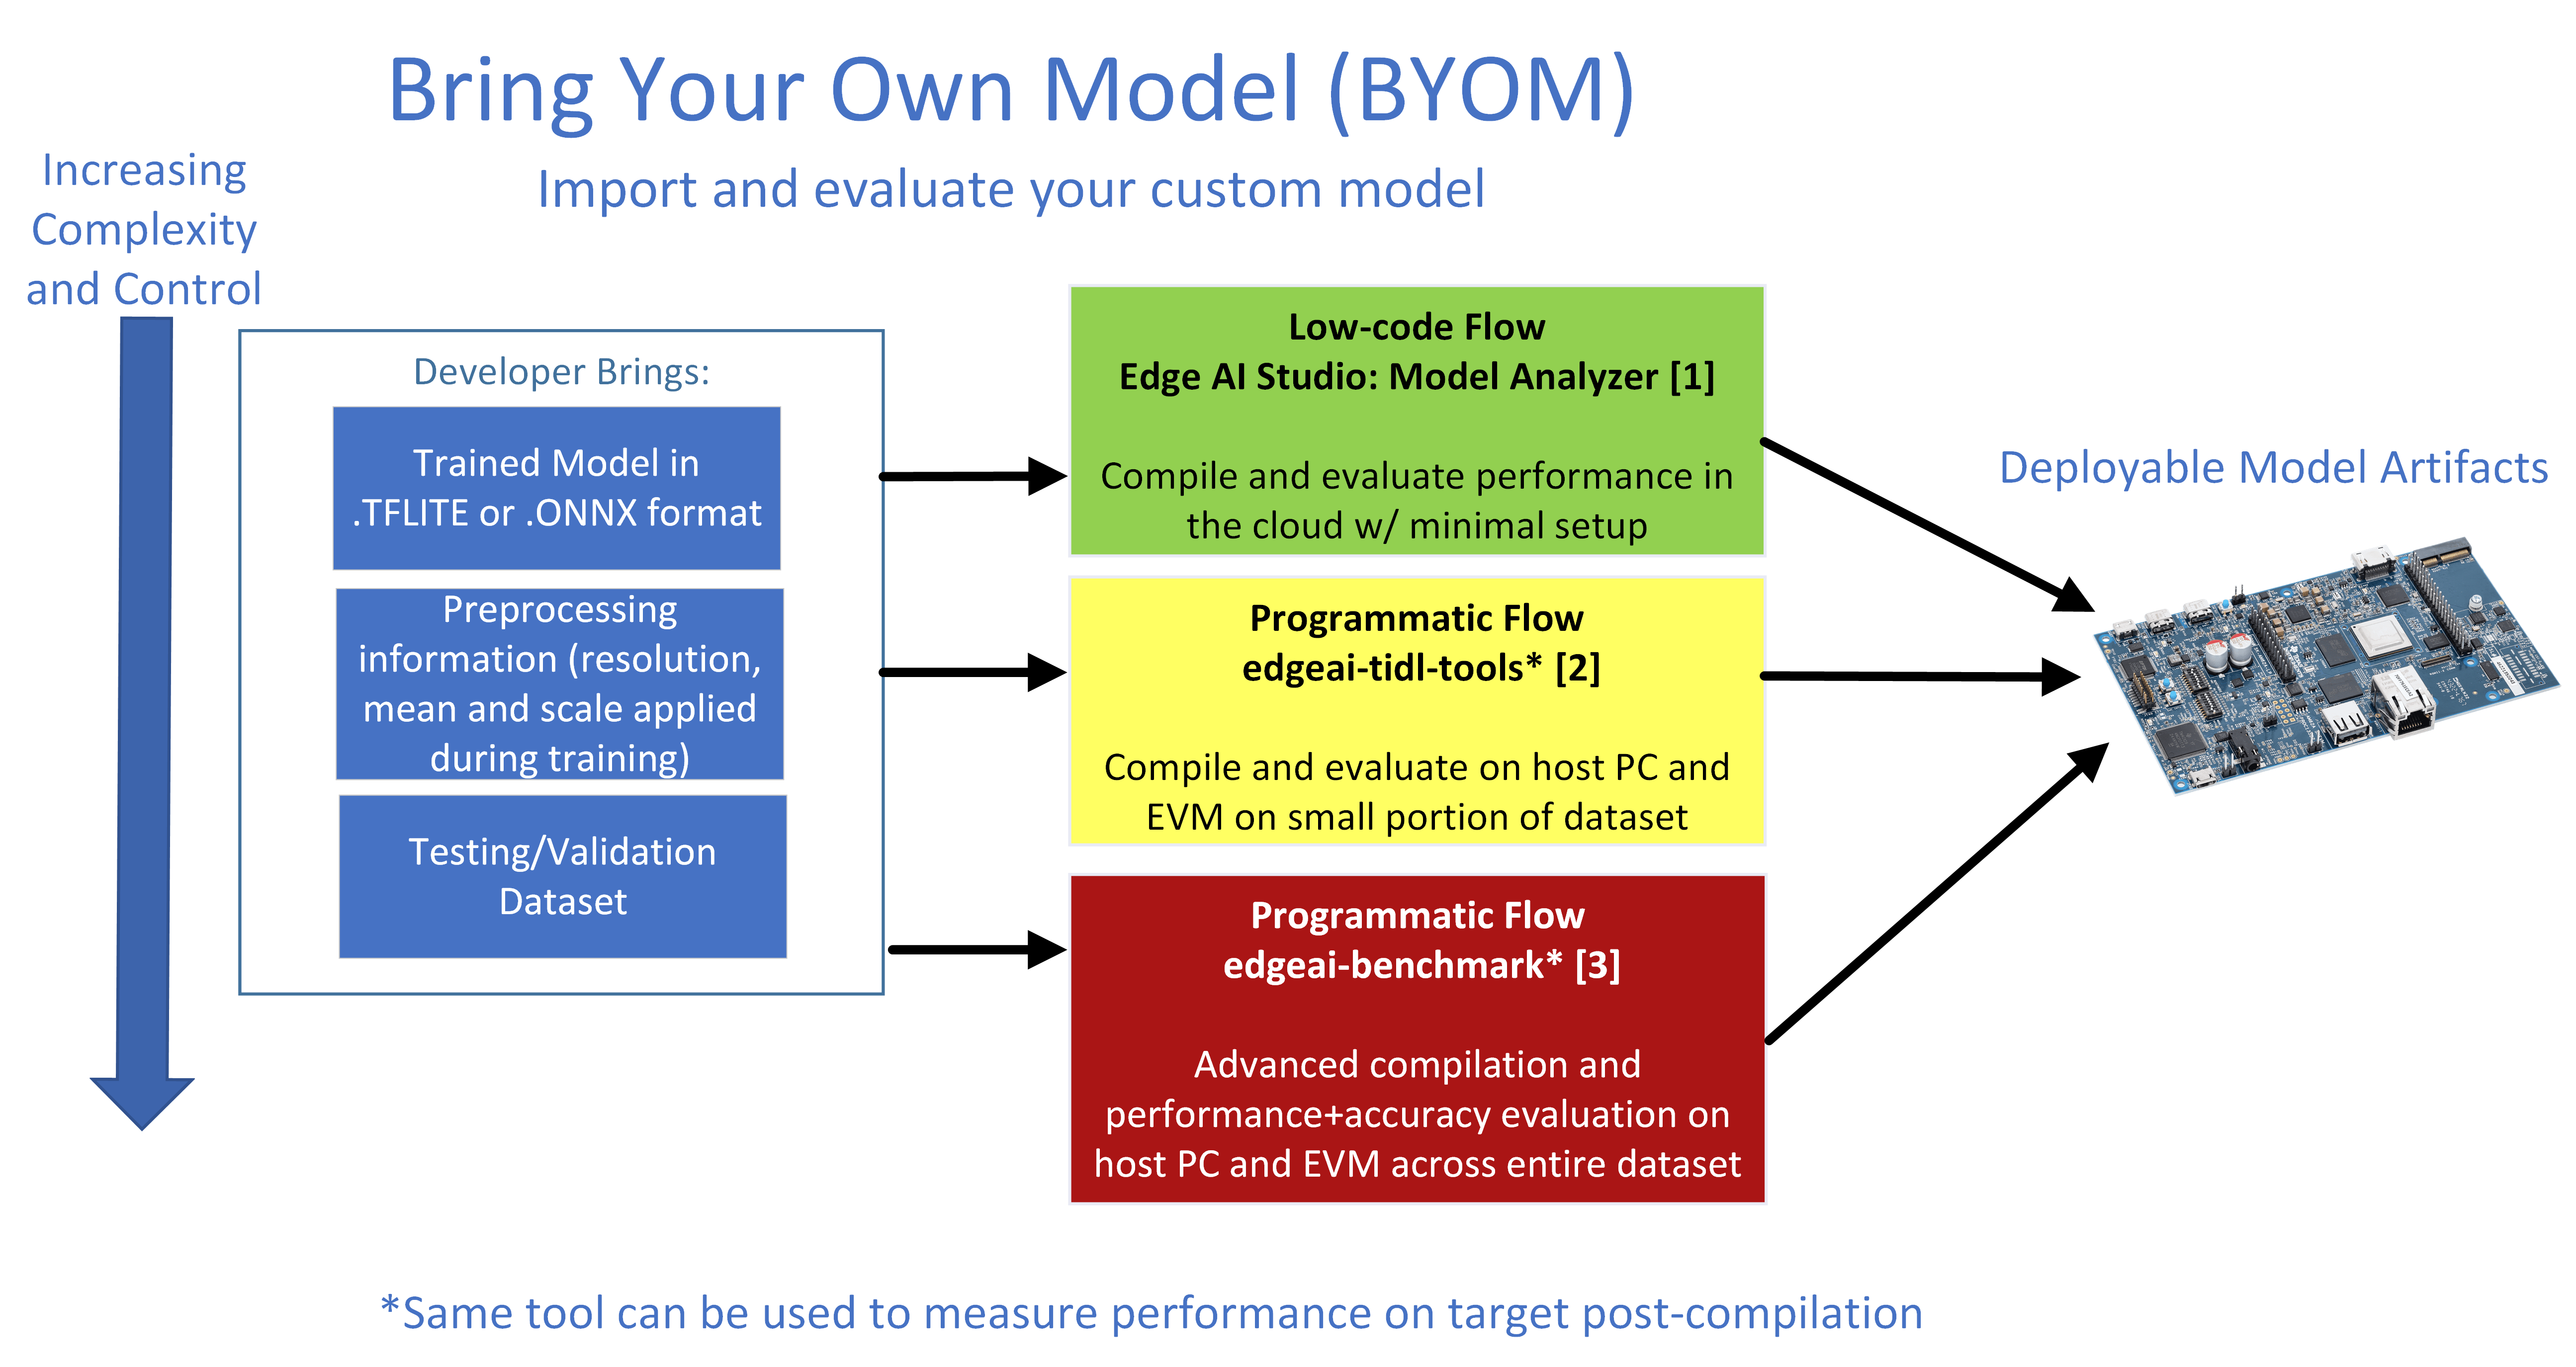 Bring Your Own Model (BYOM)
Import and evaluate your custom model
Increasing
Complexity
and Control
Developer Brings:
Trained Model in
.TFLITE or .ONNX format
Preprocessing
information (resolution,
mean and scale applied
during training)
Testing/Validation
Dataset
Low-code Flow
Edge AI Studio: Model Analyzer [1]
Compile and evaluate performance in
the cloud w/ minimal setup
Programmatic Flow
edgeai-tidl-tools* [2]
Compile and evaluate on host PC and
EVM on small portion of dataset
Programmatic Flow
edgeai-benchmark* [3]
Advanced compilation and
performance+accuracy evaluation on
host PC and EVM across entire dataset
Deployable Model Artifacts
*Same tool can be used to measure performance on target post-compilation